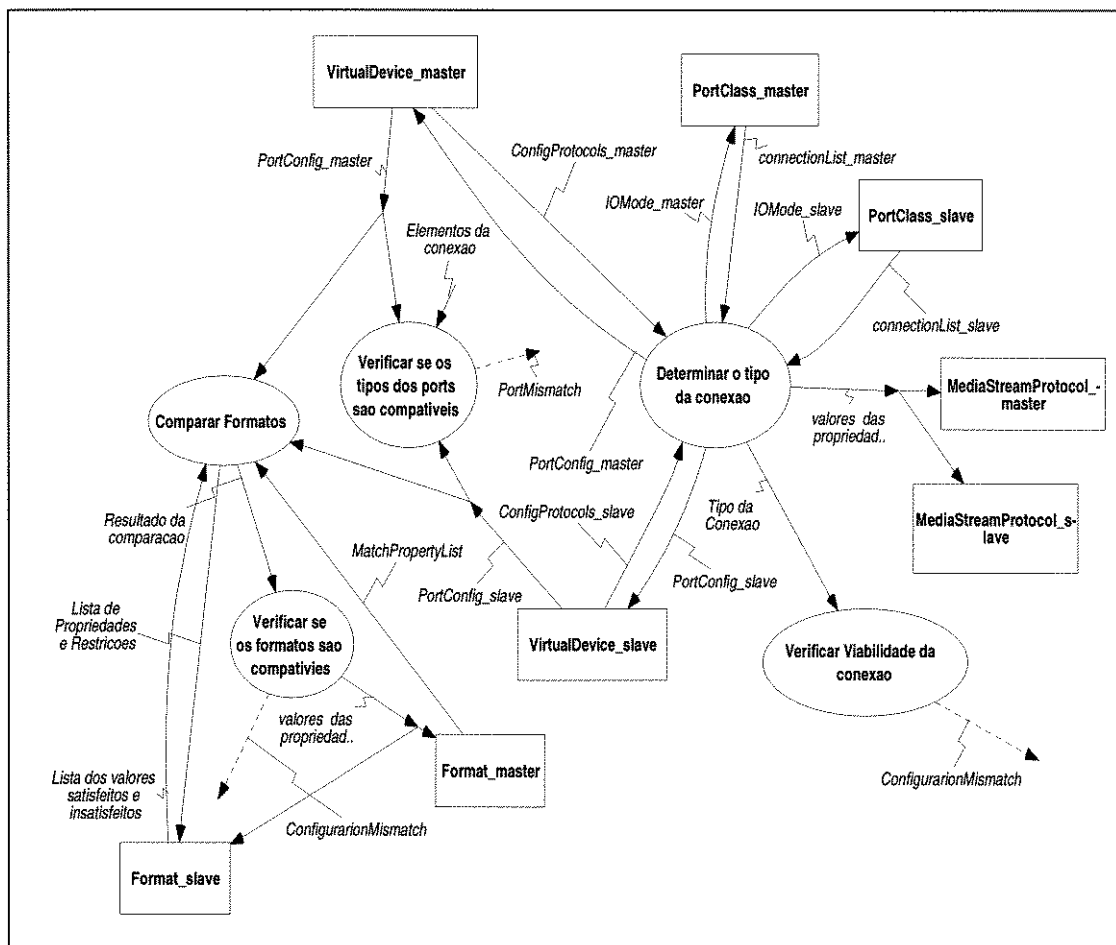 VirtualDevice_master
PortClass_master
PortConfig_master
ConfigProtocols_master
connectionList_master
IOMode_master
IOMode_slave
PortClass_slave
Elementos da
conexao
connectionList_slave
Verificar se os
tipos dos ports
sao compativeis
PortMismatch
Determinar o tipo
da conexao
MediaStreamProtocol_-
master
valores das
propriedad..
Comparar Formatos
PortConfig_master
Tipo da
Conexao
MediaStreamProtocol_s-
lave
Resultado da
comparacao
ConfigProtocols_slave
MatchPropertyList
PortConfig_slave
PortConfig_slave
Lista de
Propriedades
e Restricoes
Verificar se
os formatos sao
compativies
VirtualDevice_slave
Verificar Viabilidade da
conexao
valores das
propriedad..
Format_master
Lista dos valores
satisfeitos e
insatisfeitos
ConfigurarionMismatch
ConfigurarionMismatch
Format_slave